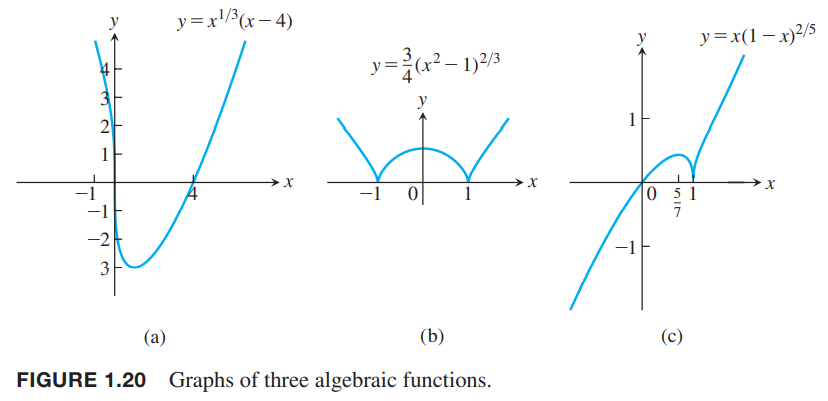 y
y = x^{1/3}(x – 4)
4
3
2
1
x
–1
4
–1
–2
3
(a)
y = \frac{3}{4}(x² – 1)^{2/3}
y
x
–1
0
1
(b)
y
y = x(1 – x)^{2/5}
1
x
0
\frac{5}{7}
1
–1
(c)
FIGURE 1.20 Graphs of three algebraic functions.